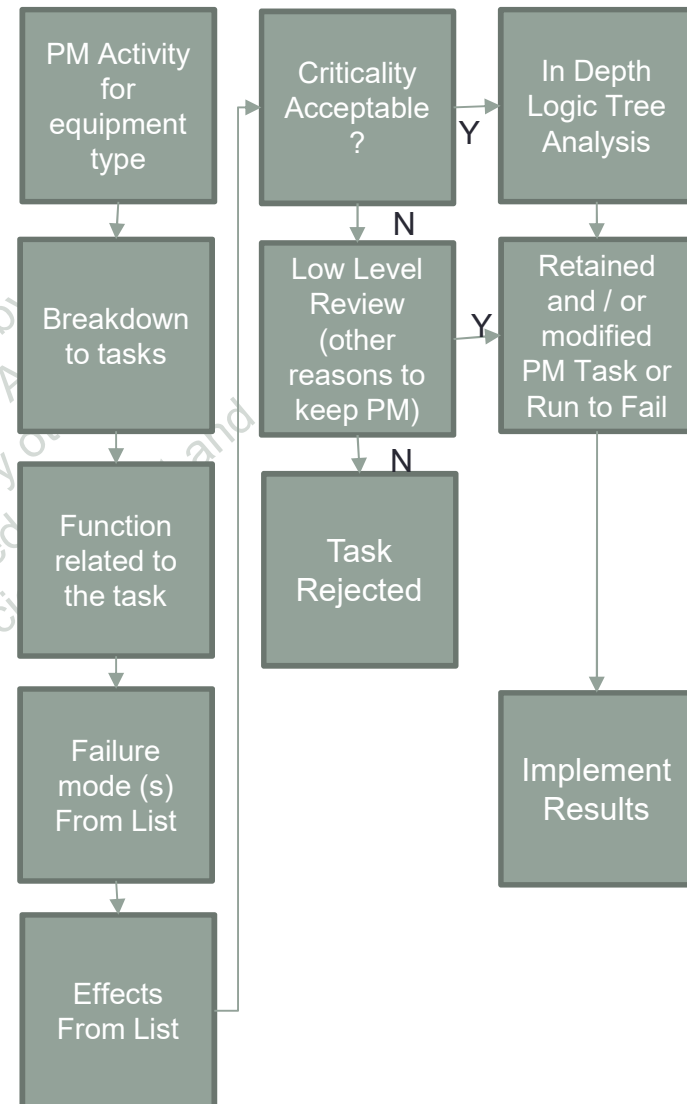 PM Activity
for
equipment
type
Breakdown
to tasks
Function
related to
the task
Failure
mode (s)
From List
Effects
From List
Criticality
Acceptable
?
Y
N
Low Level
Review
(other
reasons to
keep PM)
Y
N
Task
Rejected
In Depth
Logic Tree
Analysis
Retained
and / or
modified
PM Task or
Run to Fail
Implement
Results
and